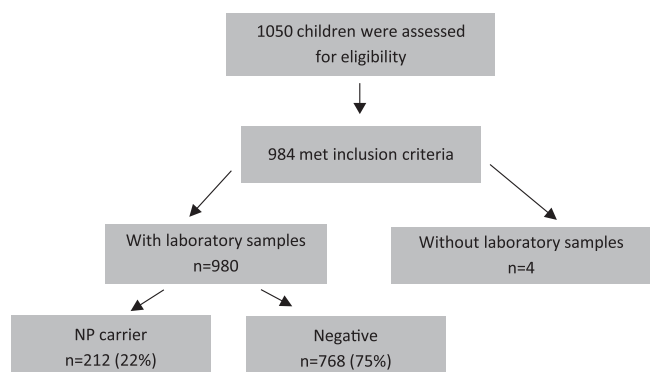 1050 children were assessed
for eligibility
984 met inclusion criteria
With laboratory samples
n=980
Without laboratory samples
n=4
NP carrier
n=212 (22%)
Negative
n=768 (75%)